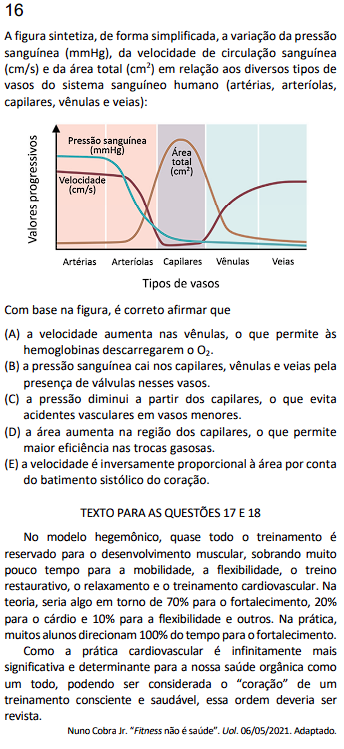 16
A figura sintetiza, de forma simplificada, a variação da pressão
sanguínea (mmHg), da velocidade de circulação sanguínea
(cm/s) e da área total (cm²) em relação aos diversos tipos de
vasos do sistema sanguíneo humano (artérias, arteríolas,
capilares, vênulas e veias):
Valores progressivos
Pressão sanguínea
(mmHg)
Velocidade
(cm/s)
Área
total
(cm²)
Artérias Arteríolas Capilares Vênulas Veias
Tipos de vasos
Com base na figura, é correto afirmar que
(A) a velocidade aumenta nas vênulas, o que permite às
hemoglobinas descarregarem o O₂.
(B) a pressão sanguínea cai nos capilares, vênulas e veias pela
presença de válvulas nesses vasos.
(C) a pressão diminui a partir dos capilares, o que evita
acidentes vasculares em vasos menores.
(D) a área aumenta na região dos capilares, o que permite
maior eficiência nas trocas gasosas.
(E) a velocidade é inversamente proporcional à área por conta
do batimento sistólico do coração.
TEXTO PARA AS QUESTÕES 17 E 18
No modelo hegemônico, quase todo o treinamento é
reservado para o desenvolvimento muscular, sobrando muito
pouco tempo para a mobilidade, a flexibilidade, o treino
restaurativo, o relaxamento e o treinamento cardiovascular. Na
teoria, seria algo em torno de 70% para o fortalecimento, 20%
para o cárdio e 10% para a flexibilidade e outros. Na prática,
muitos alunos direcionam 100% do tempo para o fortalecimento.
Como a prática cardiovascular é infinitamente mais
significativa e determinante para a nossa saúde orgânica como
um todo, podendo ser considerada o “coração” de um
treinamento consciente e saudável, essa ordem deveria ser
revista.
Nuno Cobra Jr. “Fitness não é saúde”. Uol. 06/05/2021. Adaptado.